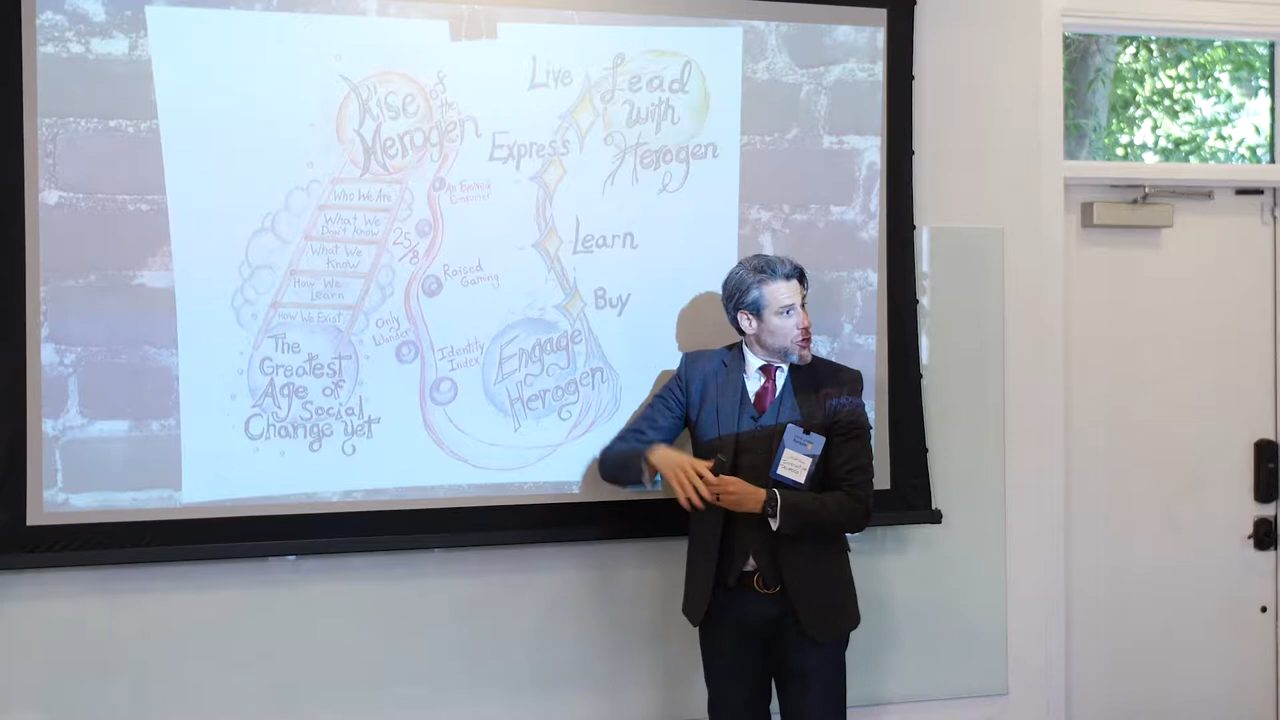 Rise
of
the
Herogen
Who We Are
What We
Don't Know
What We
Know
How We
Learn
How We Exist
The
Greatest
Age of
Social
Change yet
25/8
Raised
Gaming
Only
Wonder
Identity
Index
Engage
Herogen
Buy
Learn
Express
Live
Lead
with
Herogen